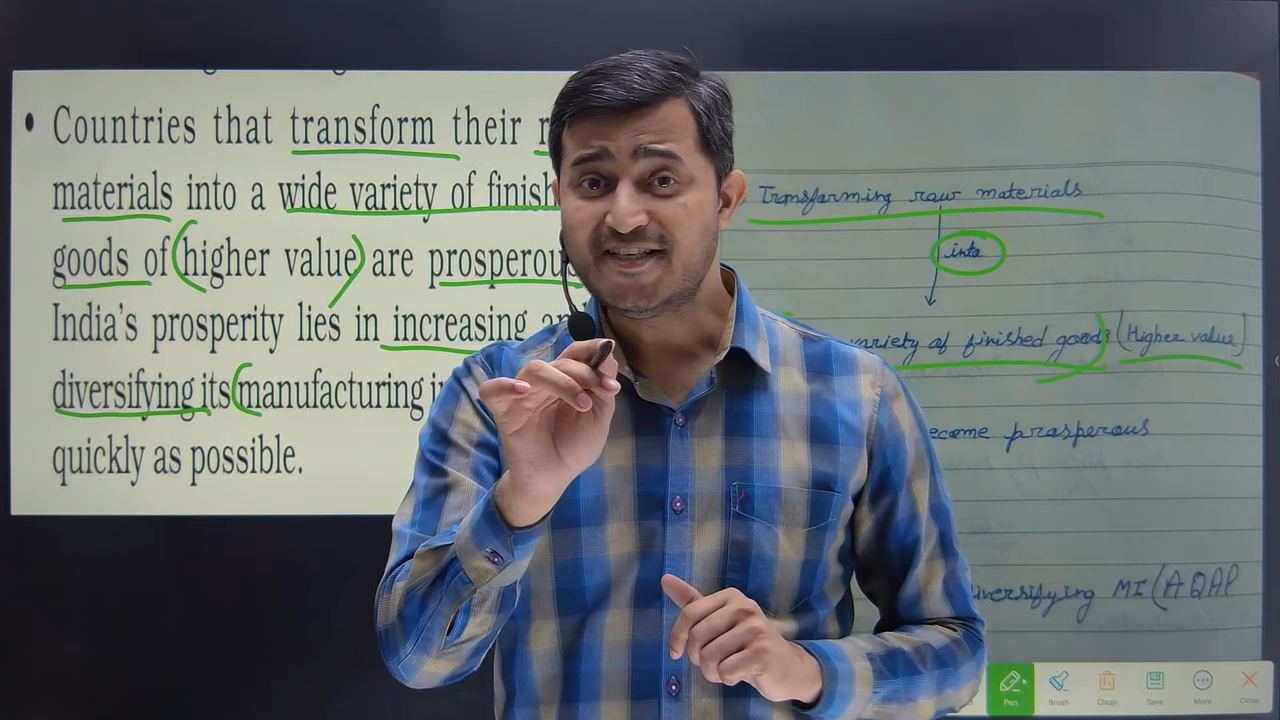 • Countries that transform their
materials into a wide variety of finish
goods of (higher value) are prosperou
India's prosperity lies in increasing
diversifying its (manufacturing
quickly as possible.
Transforming raw materials
into
variety of finished goods (Higher value)
ecome prosperous
iversifying MI (AQAP
Pen Brush Clean Save More Close